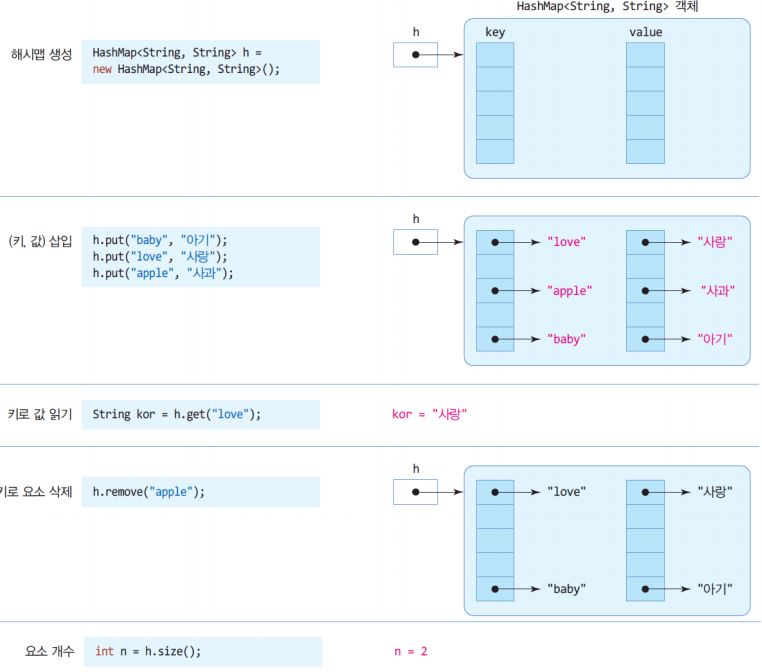 HashMap<String, String> 객체
해시맵 생성
HashMap<String, String> h =
new HashMap<String, String>();
h
key
value
(키, 값) 삽입
h.put("baby", "아기");
h.put("love", "사랑");
h.put("apple", "사과");
h
"love"
"사랑"
"apple"
"사과"
"baby"
"아기"
키로 값 읽기
String kor = h.get("love");
kor = "사랑"
키로 요소 삭제
h.remove("apple");
h
"love"
"사랑"
"baby"
"아기"
요소 개수
int n = h.size();
n = 2